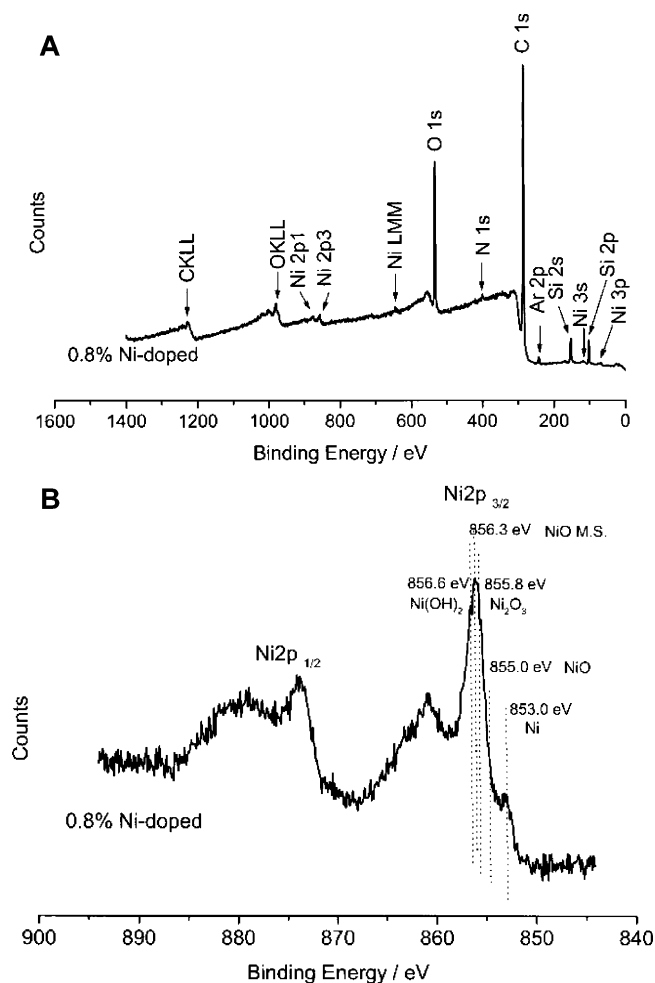 A
Counts
CKLL
OKLL
Ni 2p1
Ni 2p3
Ni LMM
O 1s
N 1s
C 1s
Ar 2p
Si 2s
Ni 3s
Si 2p
Ni 3p
0.8% Ni-doped
1600 1400 1200 1000 800 600 400 200 0
Binding Energy / eV
B
Counts
Ni2p 3/2
856.3 eV NiO M.S.
856.6 eV 855.8 eV
Ni(OH)2 Ni2O3
Ni2p 1/2
855.0 eV NiO
853.0 eV
Ni
0.8% Ni-doped
900 890 880 870 860 850 840
Binding Energy / eV